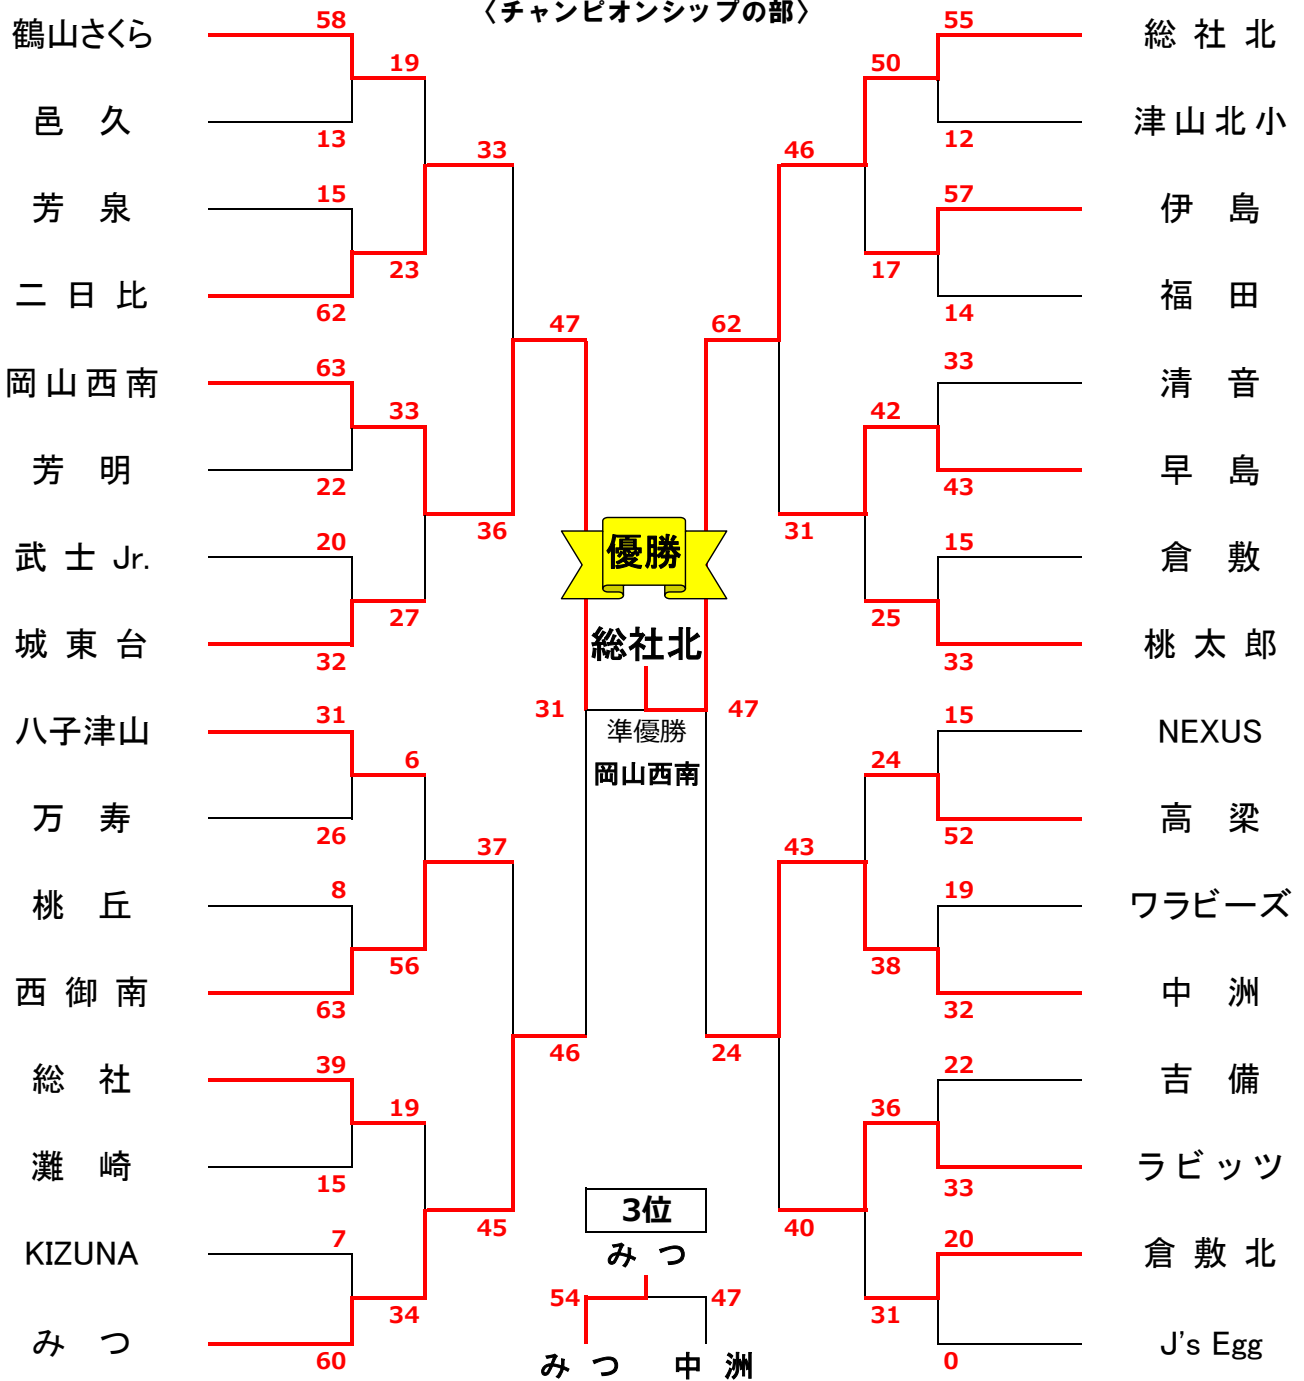 〈チャンピオンシップの部〉
鶴山さくら 58 55 総社北
19 50
邑久 13 12 津山北小
33 46
芳泉 15 57 伊島
23 17
二日比 62 14 福田
47 62
岡山西南 63 33 清音
33 42
芳明 22 43 早島
36 31
武士Jr. 20 15 倉敷
優勝
27 25
城東台 32 33 桃太郎
総社北
31 47
八子津山 31 15 NEXUS
準優勝
6 24
岡山西南
万寿 26 52 高梁
37 43
桃丘 8 19 ワラビーズ
56 38
西御南 63 32 中洲
46 24
総社 39 22 吉備
19 36
灘崎 15 33 ラビッツ
3位
45 40
KIZUNA 7 20 倉敷北
みつ
54 47
34 31
みつ 60 0 J's Egg
みつ 中洲